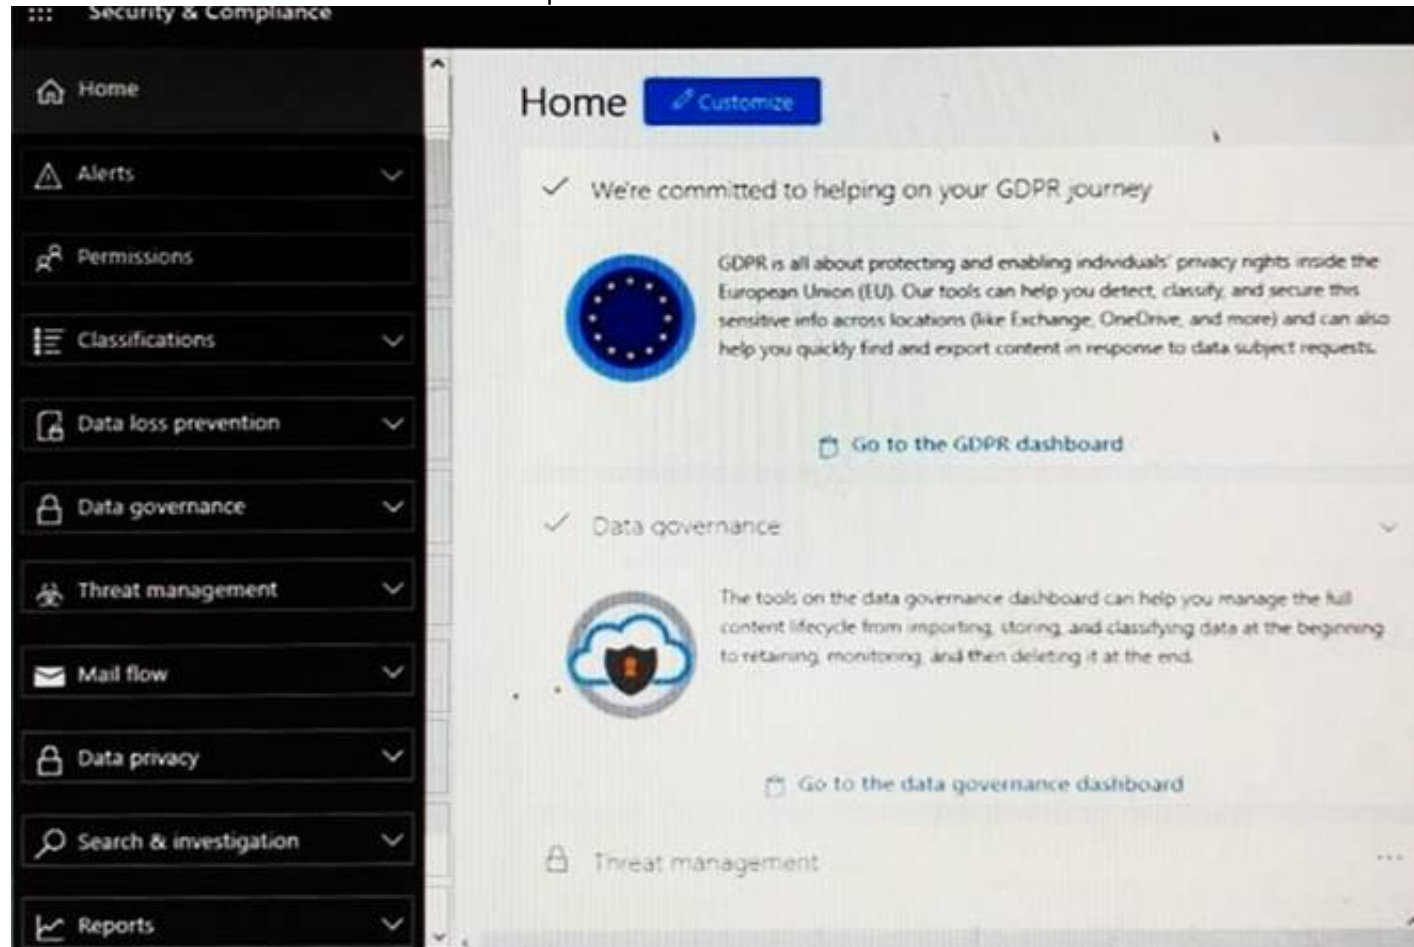 Security & Compliance
Home
Alerts
Permissions
Classifications
Data loss prevention
Data governance
Threat management
Mail flow
Data privacy
Search & investigation
Reports
Home
Customize
We're committed to helping on your GDPR journey
GDPR is all about protecting and enabling individuals' privacy rights inside the
European Union (EU). Our tools can help you detect, classify, and secure this
sensitive info across locations (like Exchange, OneDrive, and more) and can also
help you quickly find and export content in response to data subject requests.
Go to the GDPR dashboard
Data governance
The tools on the data governance dashboard can help you manage the full
content lifecycle from importing, storing, and classifying data at the beginning
to retaining, monitoring, and then deleting it at the end.
Go to the data governance dashboard
Threat management